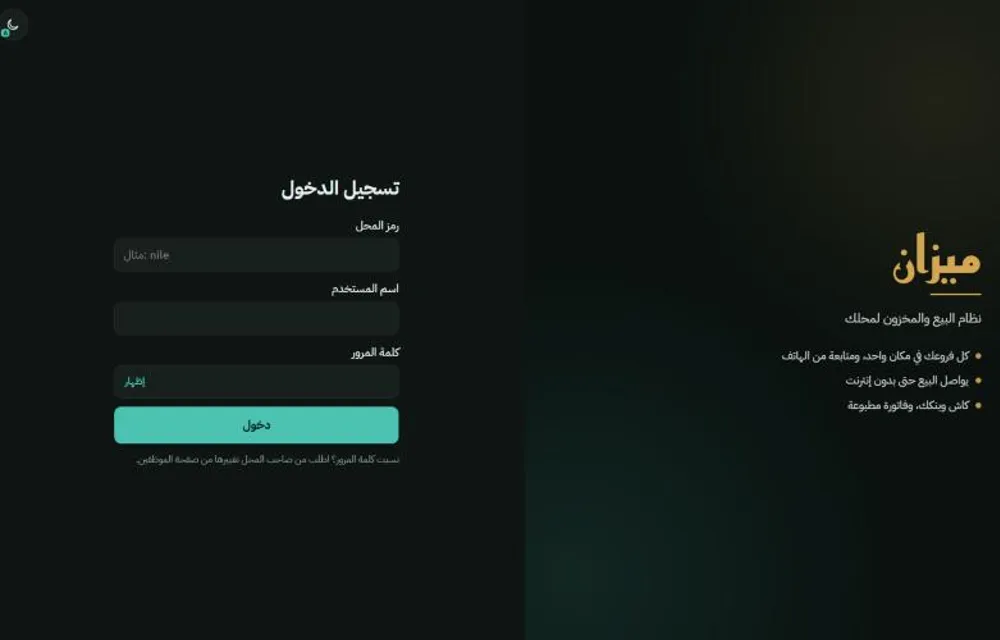 ميزان
نظام البيع والمخزون لمحلك
كل فروعك في مكان واحد، ومتابعة من الهاتف
يواصل البيع حتى بدون إنترنت
كاش وبنكك، وفاتورة مطبوعة
تسجيل الدخول
رمز المحل
مثال: nile
اسم المستخدم
كلمة المرور
إظهار
دخول
نسيت كلمة المرور؟ اطلب من صاحب المحل تغييرها من صفحة الموظفين.